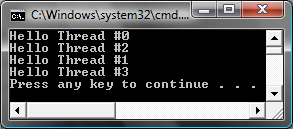 C:\Windows\system32\cmd....
Hello Thread #0
Hello Thread #2
Hello Thread #1
Hello Thread #3
Press any key to continue . . .